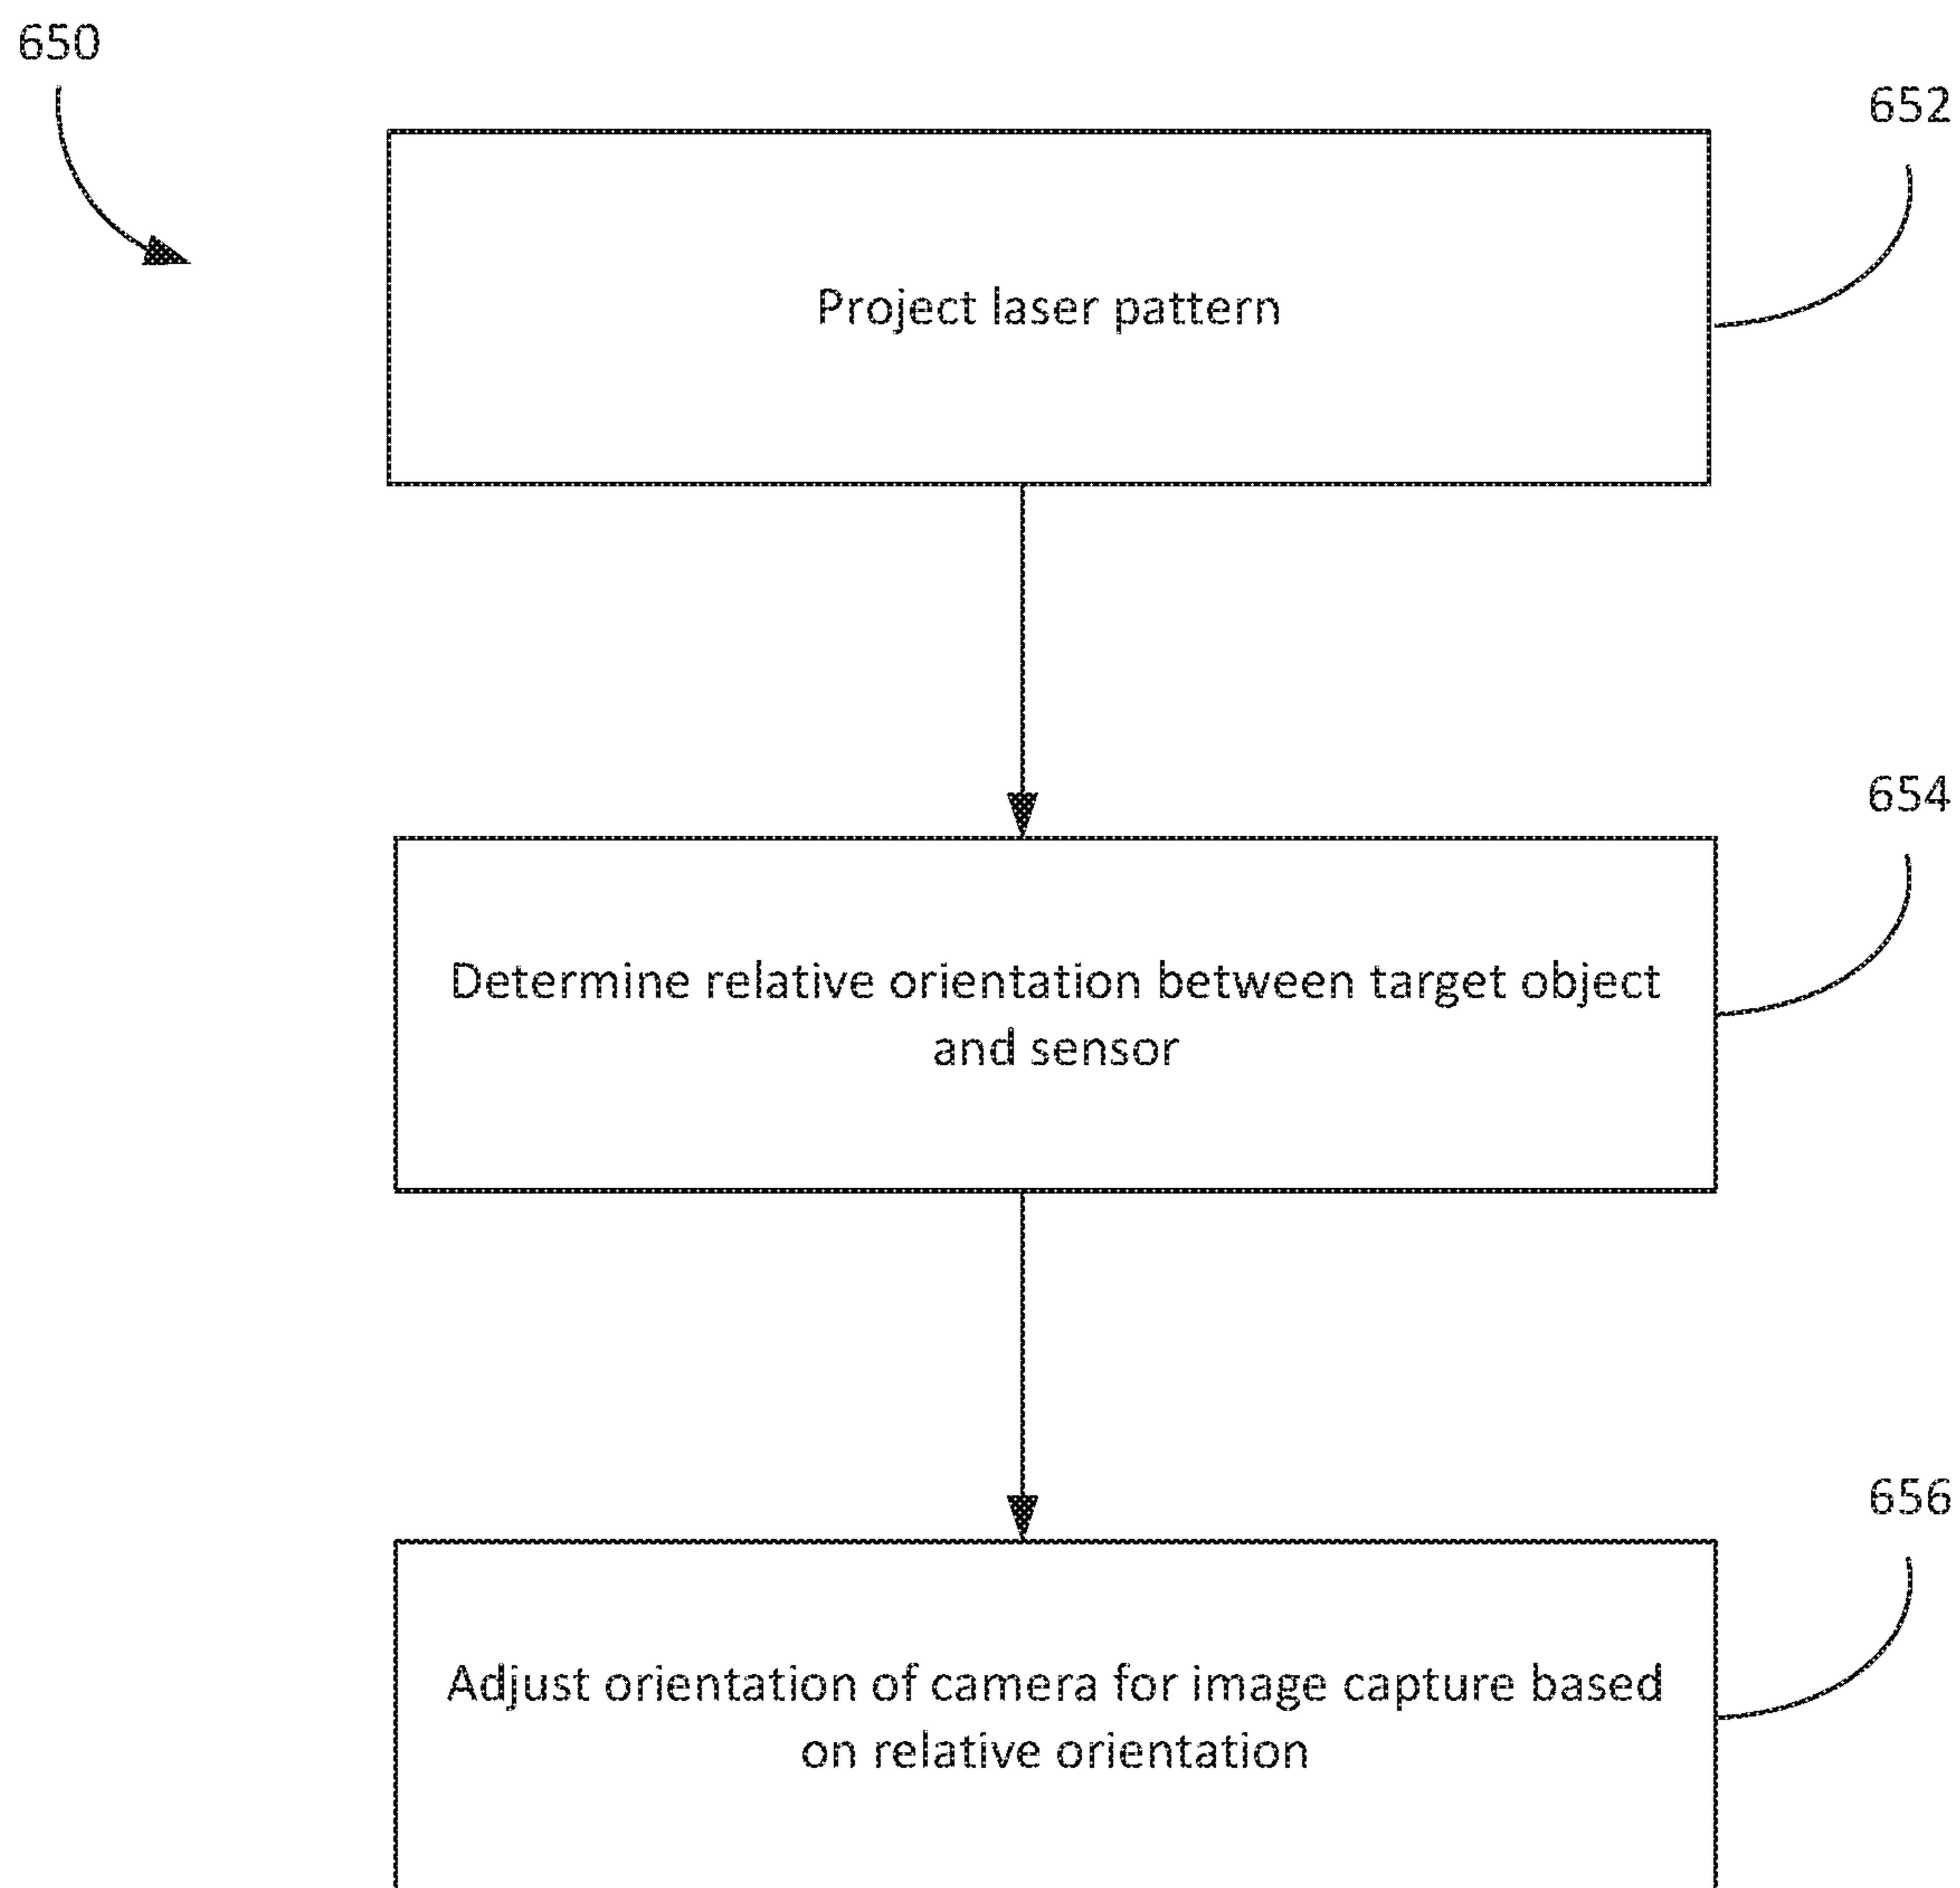 650
652
Project laser pattern
654
Determine relative orientation between target object
and sensor
656
Adjust orientation of camera for image capture based
on relative orientation